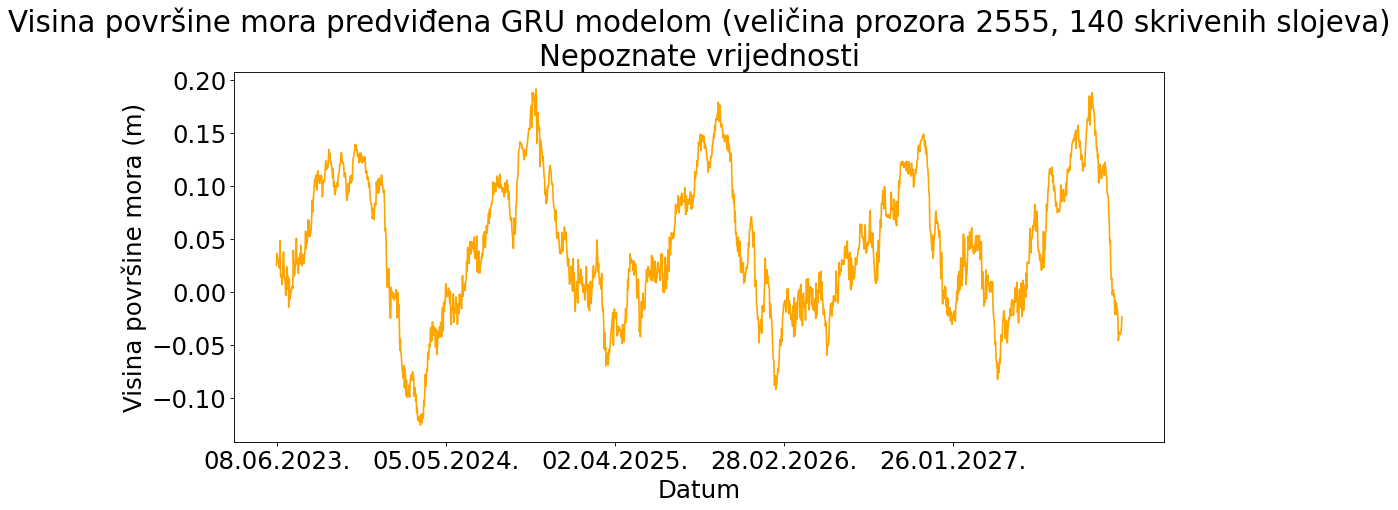 Visina površine mora predviđena GRU modelom (veličina prozora 2555, 140 skrivenih slojeva)
Nepoznate vrijednosti
Visina površine mora (m)
0.20
0.15
0.10
0.05
0.00
−0.05
−0.10
08.06.2023. 05.05.2024. 02.04.2025. 28.02.2026. 26.01.2027.
Datum